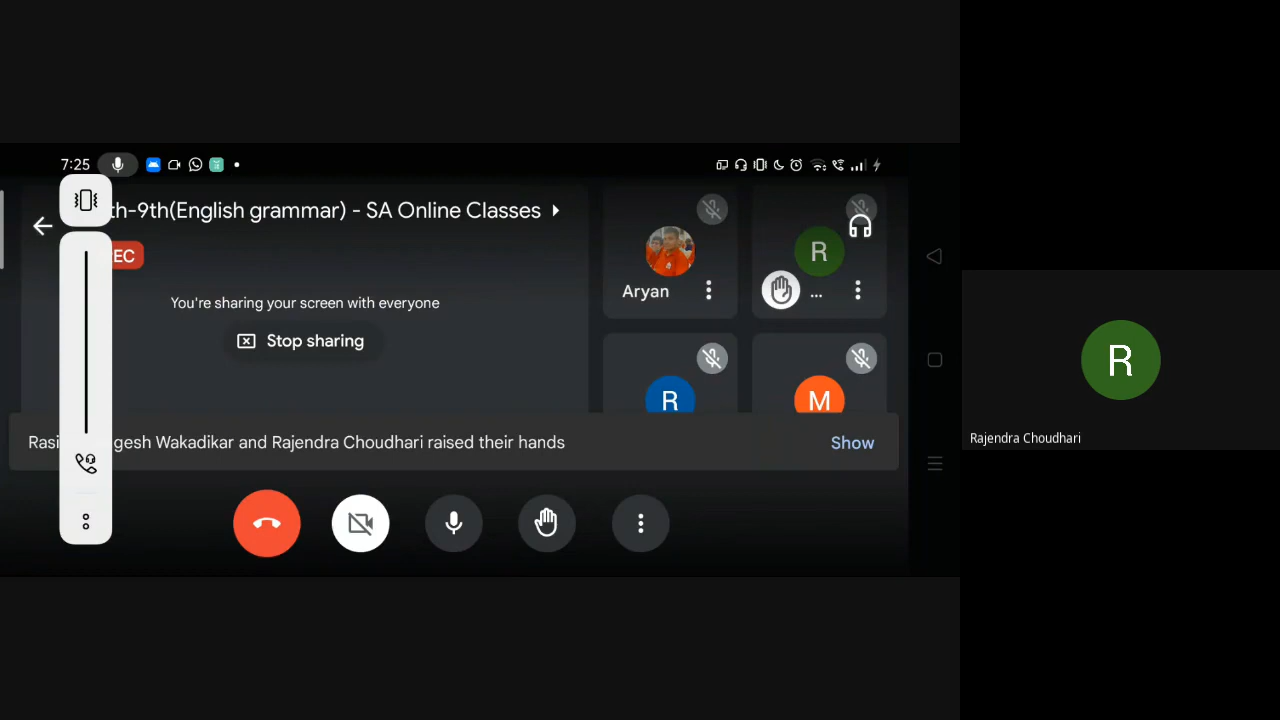 7:25
th-9th(English grammar) - SA Online Classes
EC
You're sharing your screen with everyone
Stop sharing
Aryan
R
...
R
M
Rasi gesh Wakadikar and Rajendra Choudhari raised their hands
Show
R
Rajendra Choudhari